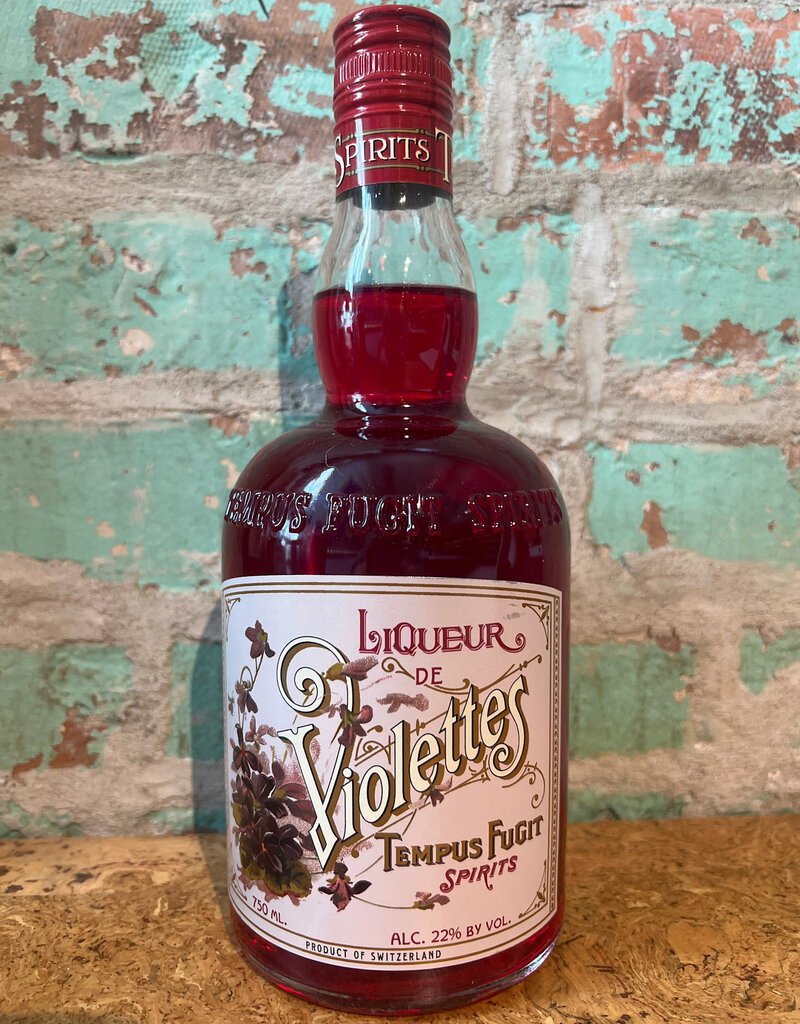 SPIRITS T
TEMPUS FUGIT SPIRITS
LIQUEUR
DE
Violettes
TEMPUS FUGIT
SPIRITS
750 ML.
ALC. 22% BY VOL.
PRODUCT OF SWITZERLAND